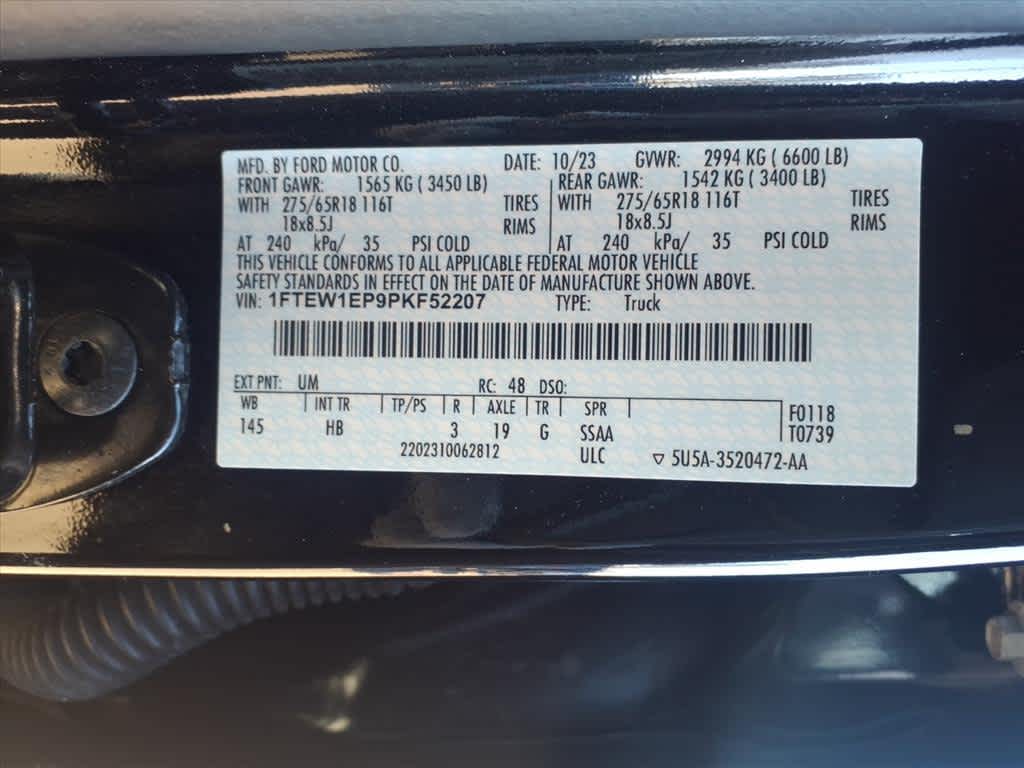 MFD. BY FORD MOTOR CO. DATE: 10/23 GVWR: 2994 KG ( 6600 LB)
FRONT GAWR: 1565 KG ( 3450 LB) REAR GAWR: 1542 KG ( 3400 LB)
WITH 275/65R18 116T TIRES WITH 275/65R18 116T TIRES
18x8.5J RIMS 18x8.5J RIMS
AT 240 kPa/ 35 PSI COLD AT 240 kPa/ 35 PSI COLD
THIS VEHICLE CONFORMS TO ALL APPLICABLE FEDERAL MOTOR VEHICLE
SAFETY STANDARDS IN EFFECT ON THE DATE OF MANUFACTURE SHOWN ABOVE.
VIN: 1FTEW1EP9PKF52207 TYPE: Truck
EXT PNT: UM RC: 48 DSO:
WB INT TR TP/PS R AXLE TR SPR F0118
145 HB 3 19 G SSAA T0739
2202310062812 ULC ▽ 5U5A-3520472-AA